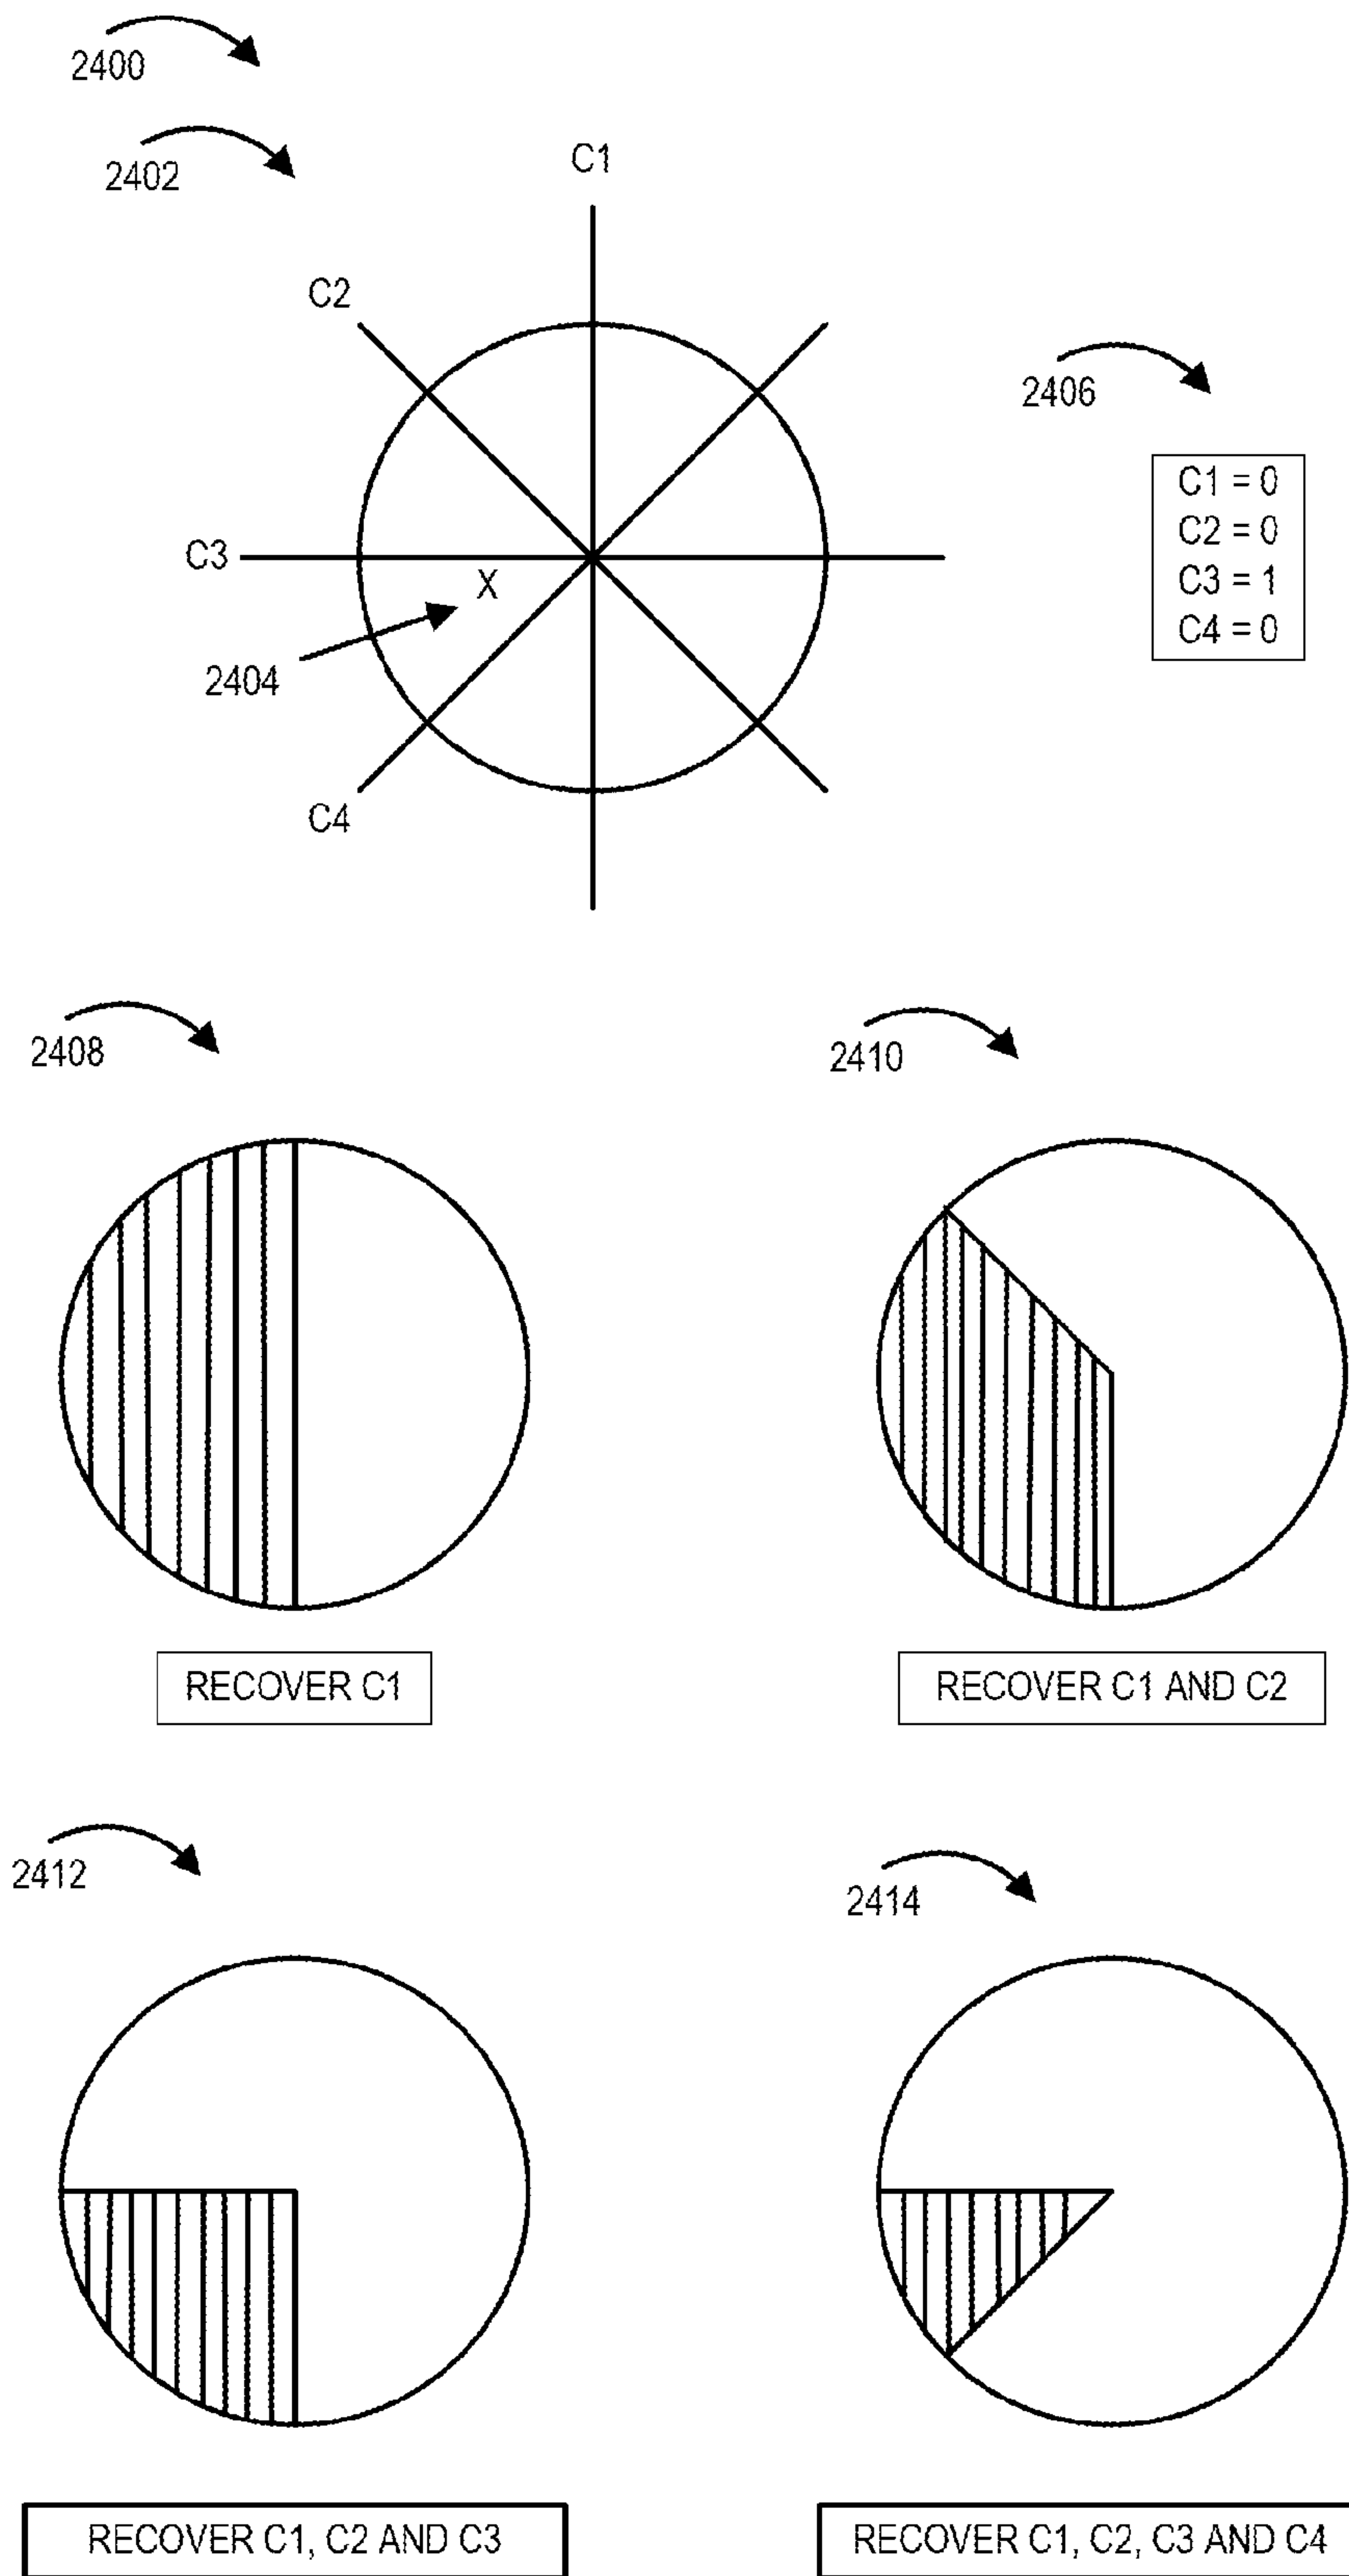 2400
2402
C1
C2
2406
C1 = 0
C2 = 0
C3 = 1
C4 = 0
C3
X
2404
C4
2408
2410
RECOVER C1
RECOVER C1 AND C2
2412
2414
RECOVER C1, C2 AND C3
RECOVER C1, C2, C3 AND C4